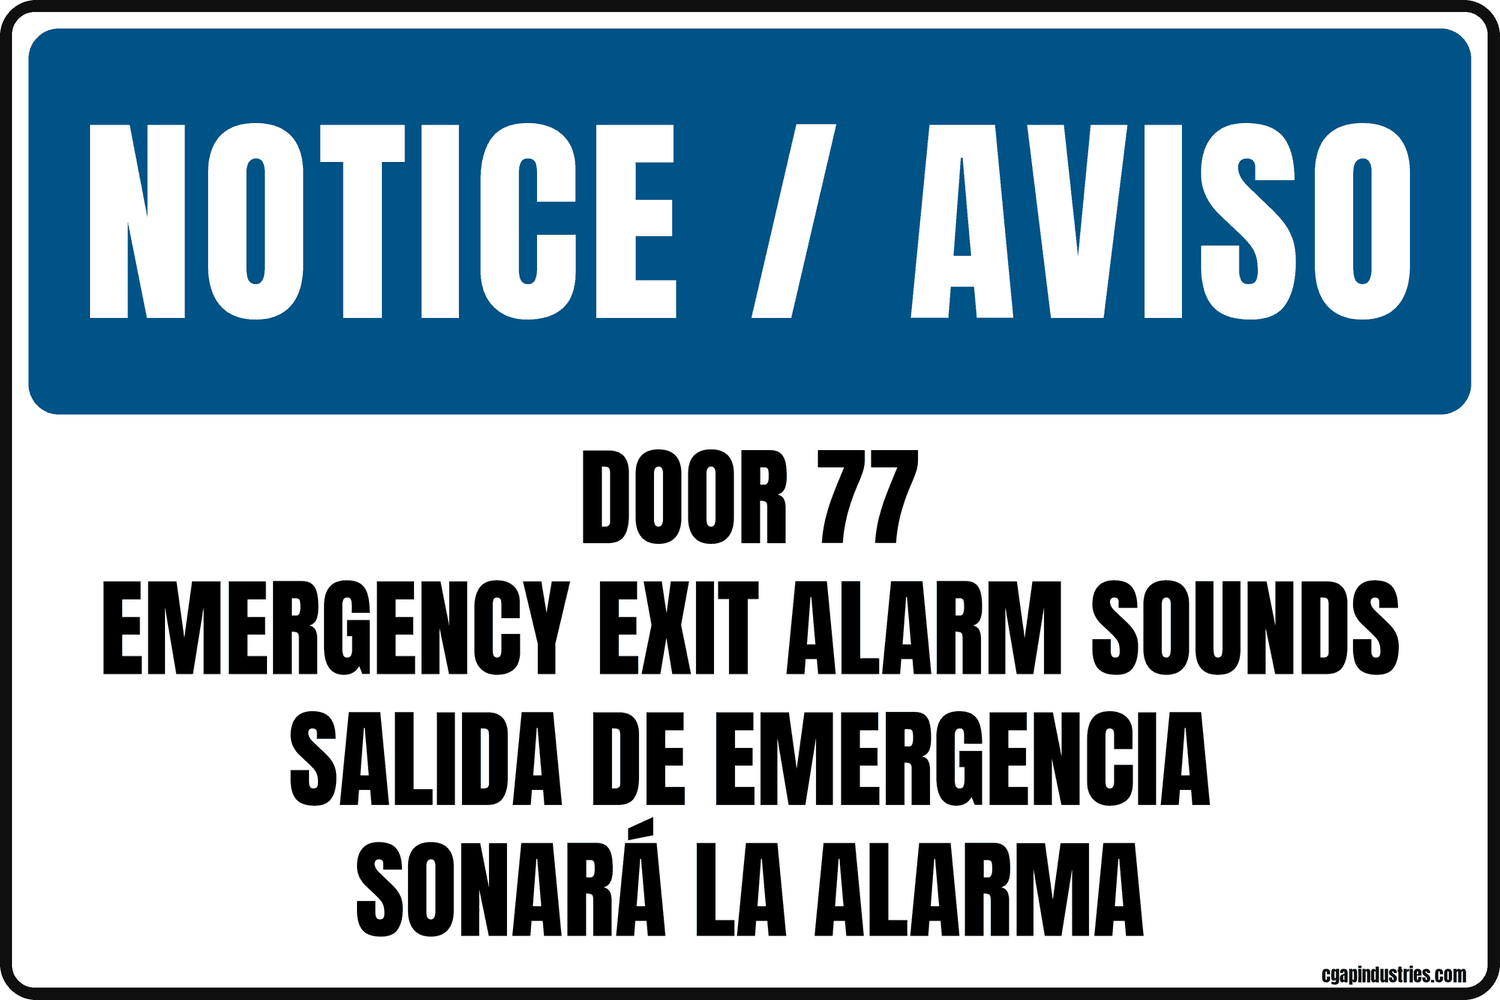 NOTICE / AVISO
DOOR 77
EMERGENCY EXIT ALARM SOUNDS
SALIDA DE EMERGENCIA
SONARÁ LA ALARMA
cgapindustries.com